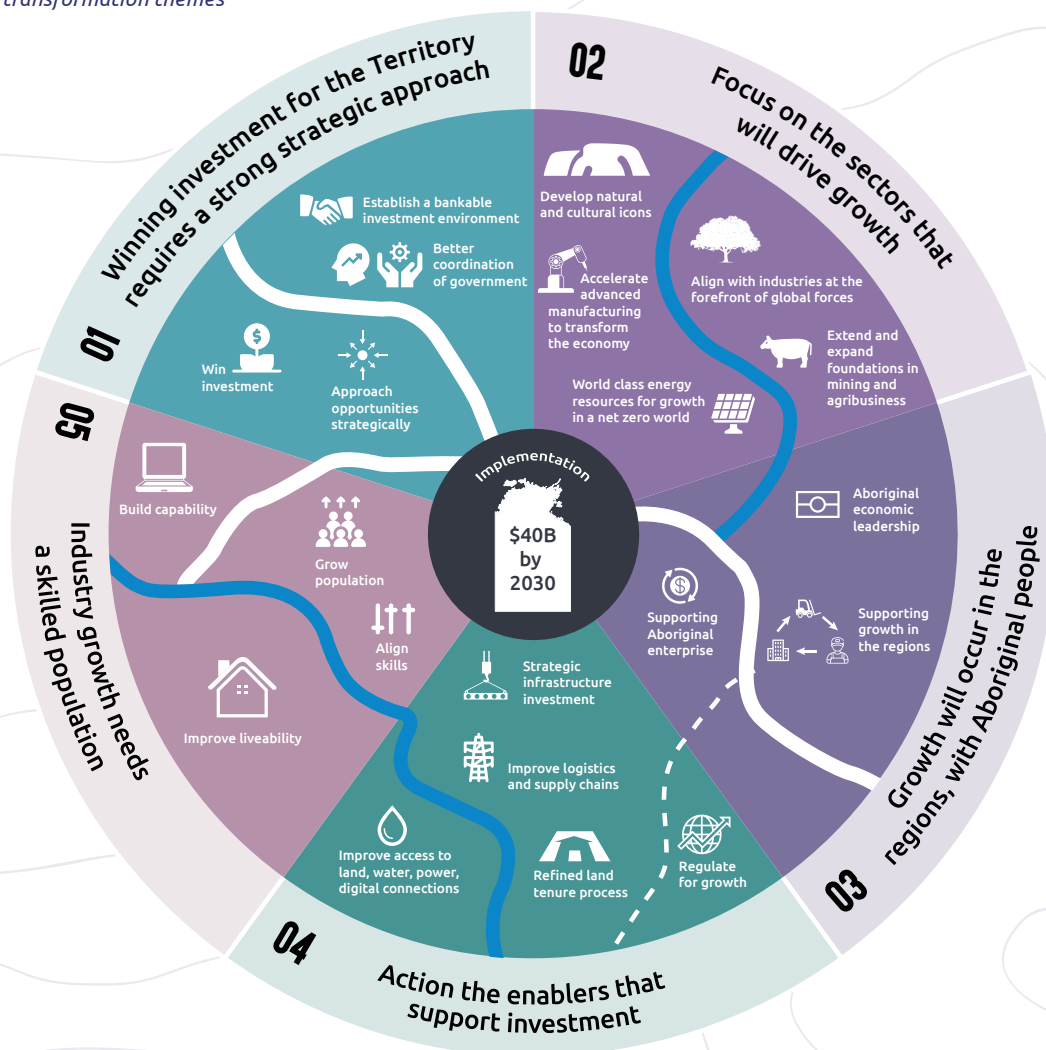 transformation themes
01
Winning investment for the Territory
requires a strong strategic approach
Establish a bankable
investment environment
Better
coordination
of government
Win
investment
Approach
opportunities
strategically
02
Focus on the sectors that
will drive growth
Develop natural
and cultural icons
Accelerate
advanced
manufacturing
to transform
the economy
Align with industries at the
forefront of global forces
Extend and
expand
foundations in
mining and
agribusiness
World class energy
resources for growth
in a net zero world
$
03
Growth will occur in the
regions, with Aboriginal people
Aboriginal
economic
leadership
Supporting
Aboriginal
enterprise
$
Supporting
growth in
the regions
04
Action the enablers that
support investment
Strategic
infrastructure
investment
Improve logistics
and supply chains
Improve access to
land, water, power,
digital connections
Refined land
tenure process
Regulate
for growth
05
Industry growth needs
a skilled population
Build capability
Grow
population
Align
skills
Improve liveability
Implementation
$40B
by
2030